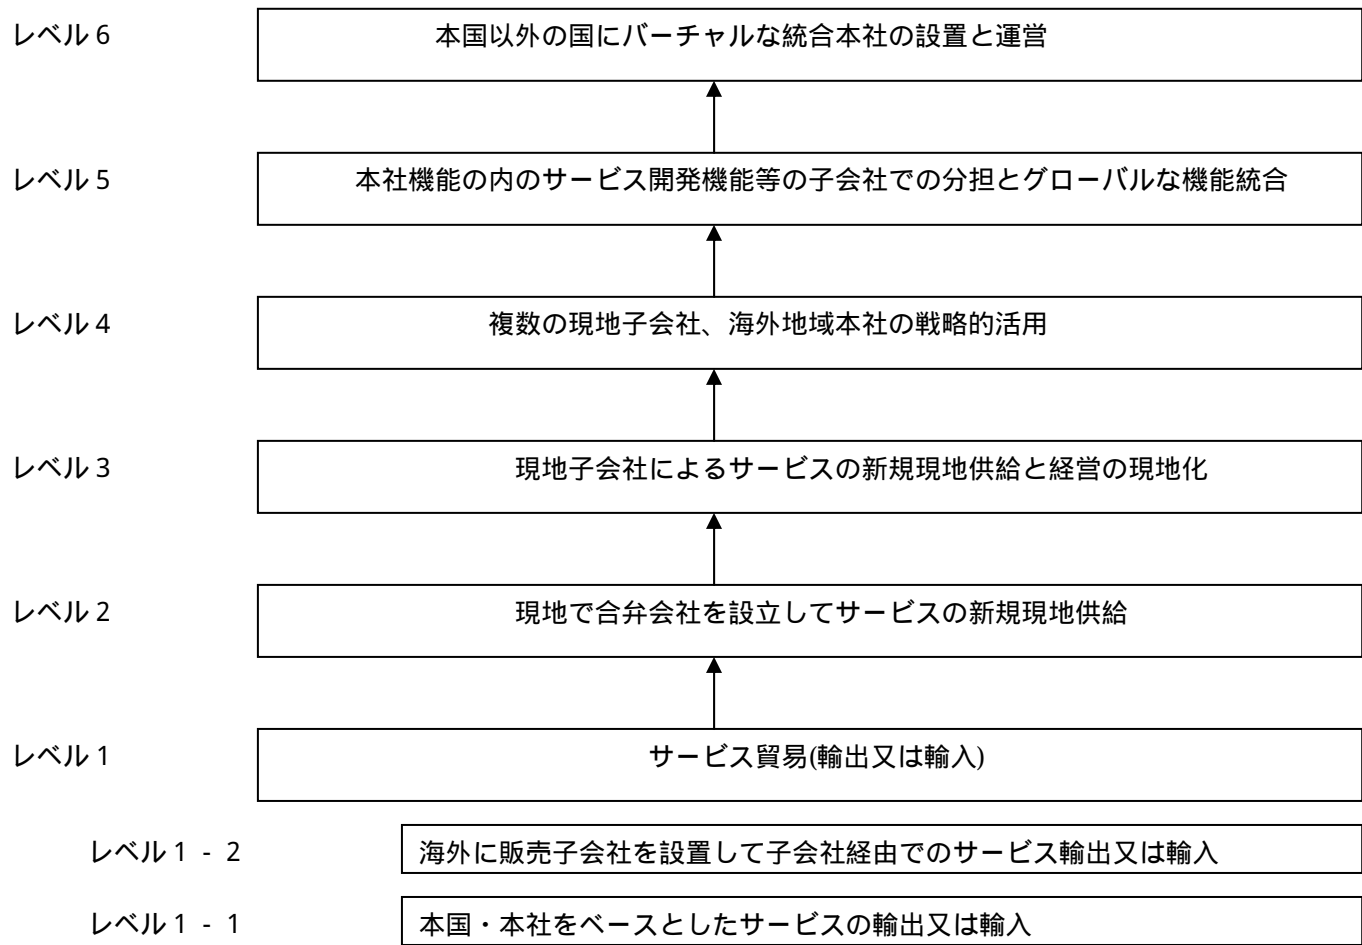 レベル 6
本国以外の国にバーチャルな統合本社の設置と運営
レベル 5
本社機能の内のサービス開発機能等の子会社での分担とグローバルな機能統合
レベル 4
複数の現地子会社、海外地域本社の戦略的活用
レベル 3
現地子会社によるサービスの新規現地供給と経営の現地化
レベル 2
現地で合弁会社を設立してサービスの新規現地供給
レベル 1
サービス貿易(輸出又は輸入)
レベル 1 - 2
海外に販売子会社を設置して子会社経由でのサービス輸出又は輸入
レベル 1 - 1
本国・本社をベースとしたサービスの輸出又は輸入